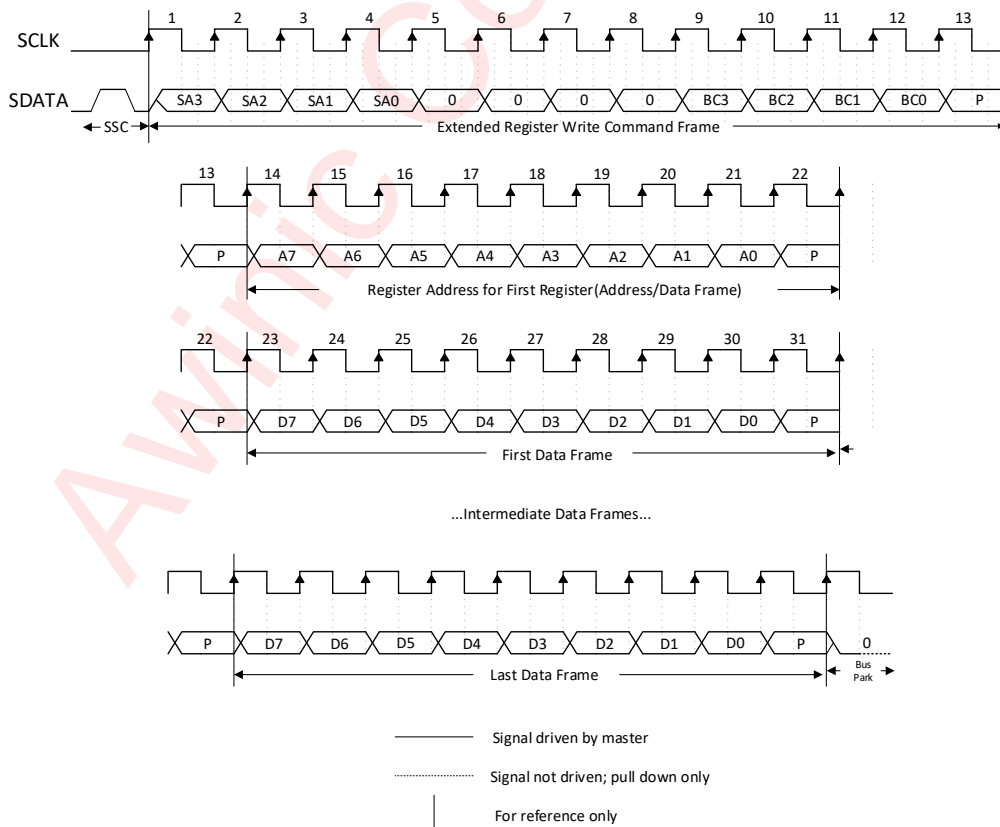 1 2 3 4 5 6 7 8 9 10 11 12 13
SCLK
SDATA SA3 SA2 SA1 SA0 0 0 0 0 BC3 BC2 BC1 BC0 P
SSC Extended Register Write Command Frame
13 14 15 16 17 18 19 20 21 22
P A7 A6 A5 A4 A3 A2 A1 A0 P
Register Address for First Register(Address/Data Frame)
22 23 24 25 26 27 28 29 30 31
P D7 D6 D5 D4 D3 D2 D1 D0 P
First Data Frame
...Intermediate Data Frames...
P D7 D6 D5 D4 D3 D2 D1 D0 P 0
Last Data Frame
Bus
Park
Signal driven by master
Signal not driven; pull down only
For reference only
Awinic Co